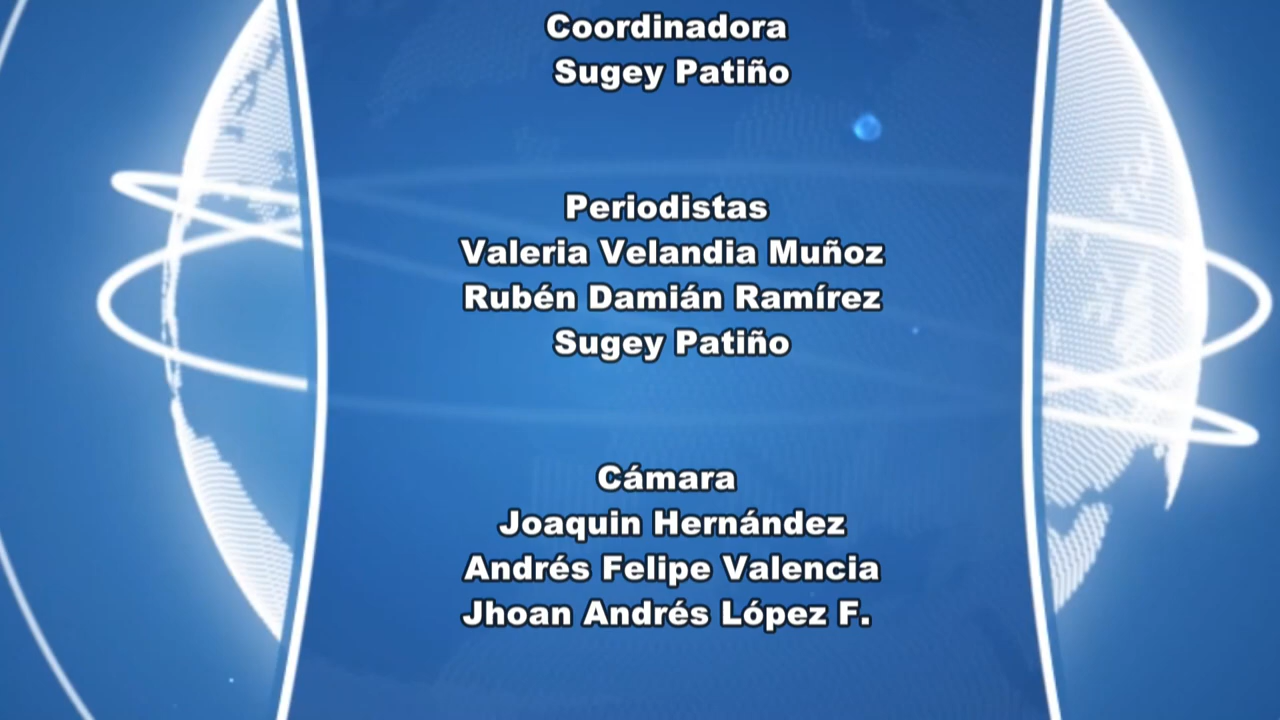 Coordinadora
Sugey Patiño
Periodistas
Valeria Velandia Muñoz
Rubén Damián Ramírez
Sugey Patiño
Cámara
Joaquin Hernández
Andrés Felipe Valencia
Jhoan Andrés López F.